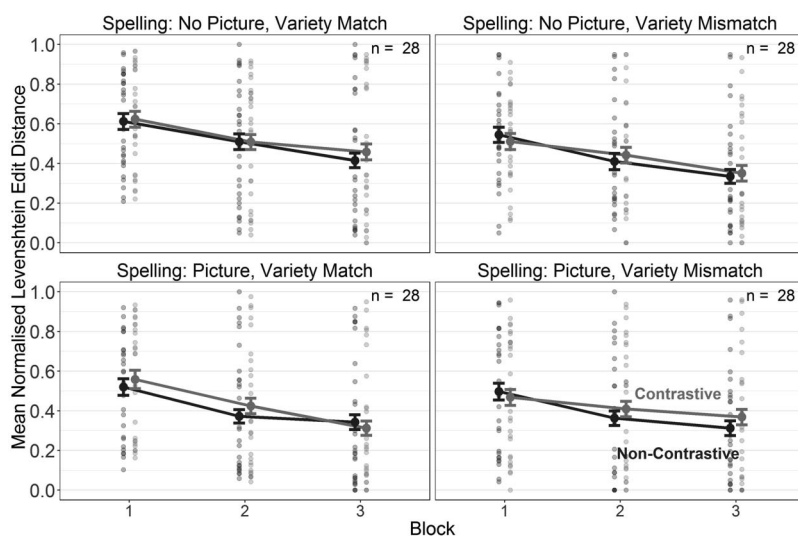 Spelling: No Picture, Variety Match
Spelling: No Picture, Variety Mismatch
n = 28
n = 28
1.0
0.8
0.6
0.4
0.2
0.0
Spelling: Picture, Variety Match
Spelling: Picture, Variety Mismatch
n = 28
n = 28
1.0
0.8
0.6
0.4
0.2
0.0
Contrastive
Non-Contrastive
1 2 3
1 2 3
Block
Mean Normalised Levenshtein Edit Distance